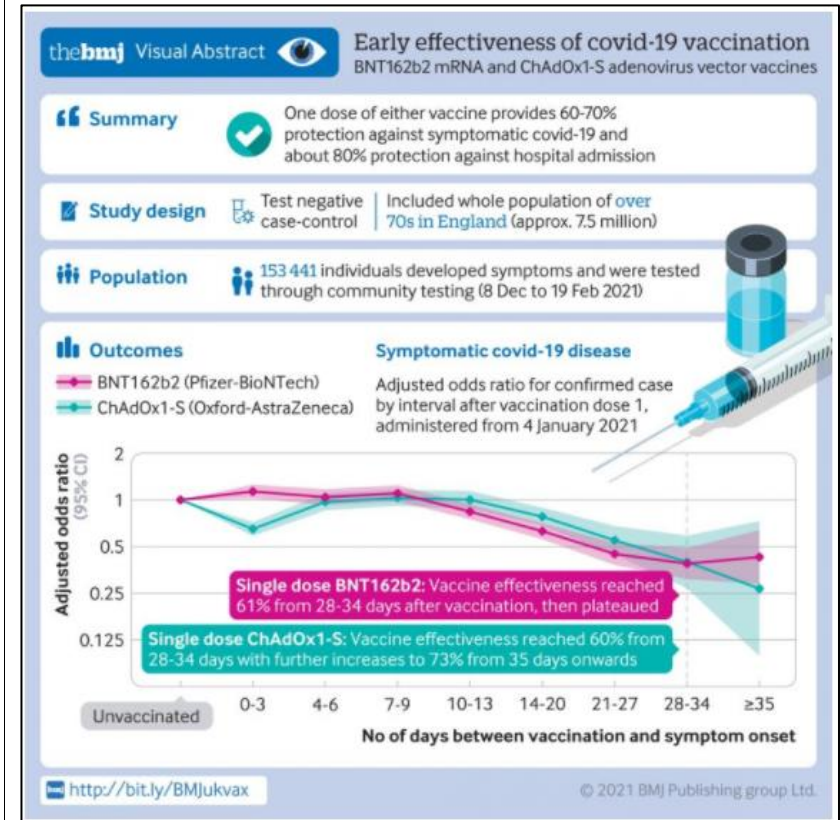 thebmj Visual Abstract
Early effectiveness of covid-19 vaccination
BNT162b2 mRNA and ChAdOx1-S adenovirus vector vaccines
Summary
One dose of either vaccine provides 60-70%
protection against symptomatic covid-19 and
about 80% protection against hospital admission
Study design
Test negative
case-control
Included whole population of over
70s in England (approx. 7.5 million)
Population
153 441 individuals developed symptoms and were tested
through community testing (8 Dec to 19 Feb 2021)
Outcomes
BNT162b2 (Pfizer-BioNTech)
ChAdOx1-S (Oxford-AstraZeneca)
Symptomatic covid-19 disease
Adjusted odds ratio for confirmed case
by interval after vaccination dose 1,
administered from 4 January 2021
Adjusted odds ratio
(95% CI)
2
1
0.5
0.25
0.125
Single dose BNT162b2: Vaccine effectiveness reached
61% from 28-34 days after vaccination, then plateaued
Single dose ChAdOx1-S: Vaccine effectiveness reached 60% from
28-34 days with further increases to 73% from 35 days onwards
Unvaccinated
0-3 4-6 7-9 10-13 14-20 21-27 28-34 ≥35
No of days between vaccination and symptom onset
http://bit.ly/BMJukvax
© 2021 BMJ Publishing group Ltd.